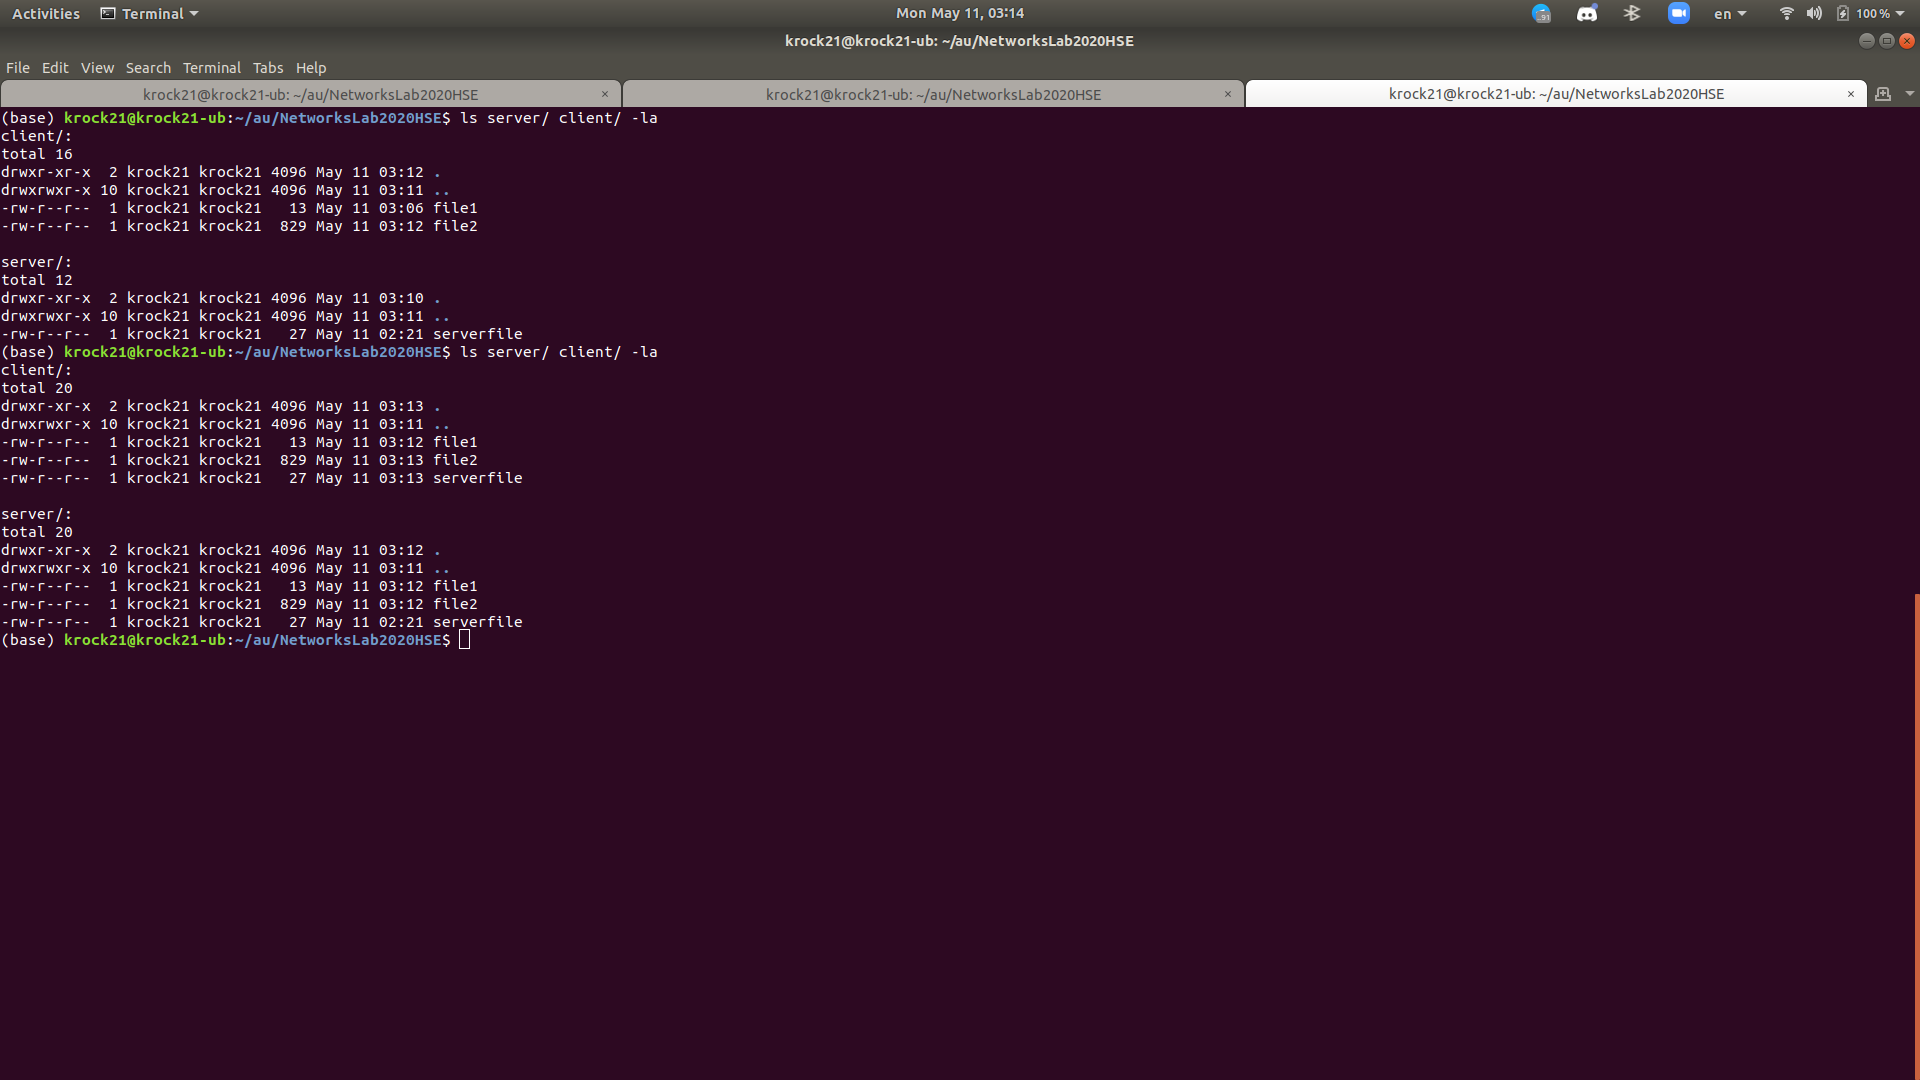 Activities Terminal Mon May 11, 03:14 91 en 100 %
krock21@krock21-ub: ~/au/NetworksLab2020HSE
File Edit View Search Terminal Tabs Help
krock21@krock21-ub: ~/au/NetworksLab2020HSE × krock21@krock21-ub: ~/au/NetworksLab2020HSE × krock21@krock21-ub: ~/au/NetworksLab2020HSE ×
(base) krock21@krock21-ub:~/au/NetworksLab2020HSE$ ls server/ client/ -la
client/:
total 16
drwxr-xr-x  2 krock21 krock21 4096 May 11 03:12 .
drwxrwxr-x 10 krock21 krock21 4096 May 11 03:11 ..
-rw-r--r--  1 krock21 krock21   13 May 11 03:06 file1
-rw-r--r--  1 krock21 krock21  829 May 11 03:12 file2

server/:
total 12
drwxr-xr-x  2 krock21 krock21 4096 May 11 03:10 .
drwxrwxr-x 10 krock21 krock21 4096 May 11 03:11 ..
-rw-r--r--  1 krock21 krock21   27 May 11 02:21 serverfile
(base) krock21@krock21-ub:~/au/NetworksLab2020HSE$ ls server/ client/ -la
client/:
total 20
drwxr-xr-x  2 krock21 krock21 4096 May 11 03:13 .
drwxrwxr-x 10 krock21 krock21 4096 May 11 03:11 ..
-rw-r--r--  1 krock21 krock21   13 May 11 03:12 file1
-rw-r--r--  1 krock21 krock21  829 May 11 03:13 file2
-rw-r--r--  1 krock21 krock21   27 May 11 03:13 serverfile

server/:
total 20
drwxr-xr-x  2 krock21 krock21 4096 May 11 03:12 .
drwxrwxr-x 10 krock21 krock21 4096 May 11 03:11 ..
-rw-r--r--  1 krock21 krock21   13 May 11 03:12 file1
-rw-r--r--  1 krock21 krock21  829 May 11 03:12 file2
-rw-r--r--  1 krock21 krock21   27 May 11 02:21 serverfile
(base) krock21@krock21-ub:~/au/NetworksLab2020HSE$